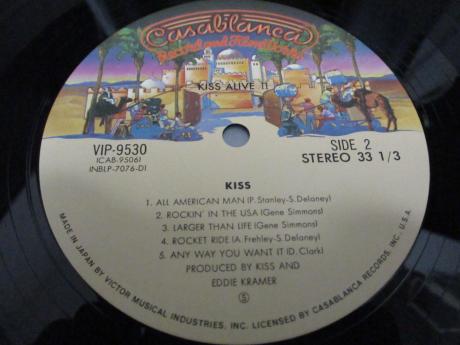 Casablanca
Record and FilmWorks
KISS ALIVE II
VIP-9530
(CAB-9506)
(NBLP-7076-D)
SIDE 2
STEREO 33 1/3
KISS
1. ALL AMERICAN MAN (P. Stanley-S. Delaney)
2. ROCKIN' IN THE USA (Gene Simmons)
3. LARGER THAN LIFE (Gene Simmons)
4. ROCKET RIDE (A. Frehley-S. Delaney)
5. ANY WAY YOU WANT IT (D. Clark)
PRODUCED BY KISS AND
EDDIE KRAMER
S
MADE IN JAPAN BY VICTOR MUSICAL INDUSTRIES, INC. LICENSED BY CASABLANCA RECORDS, INC., U.S.A.